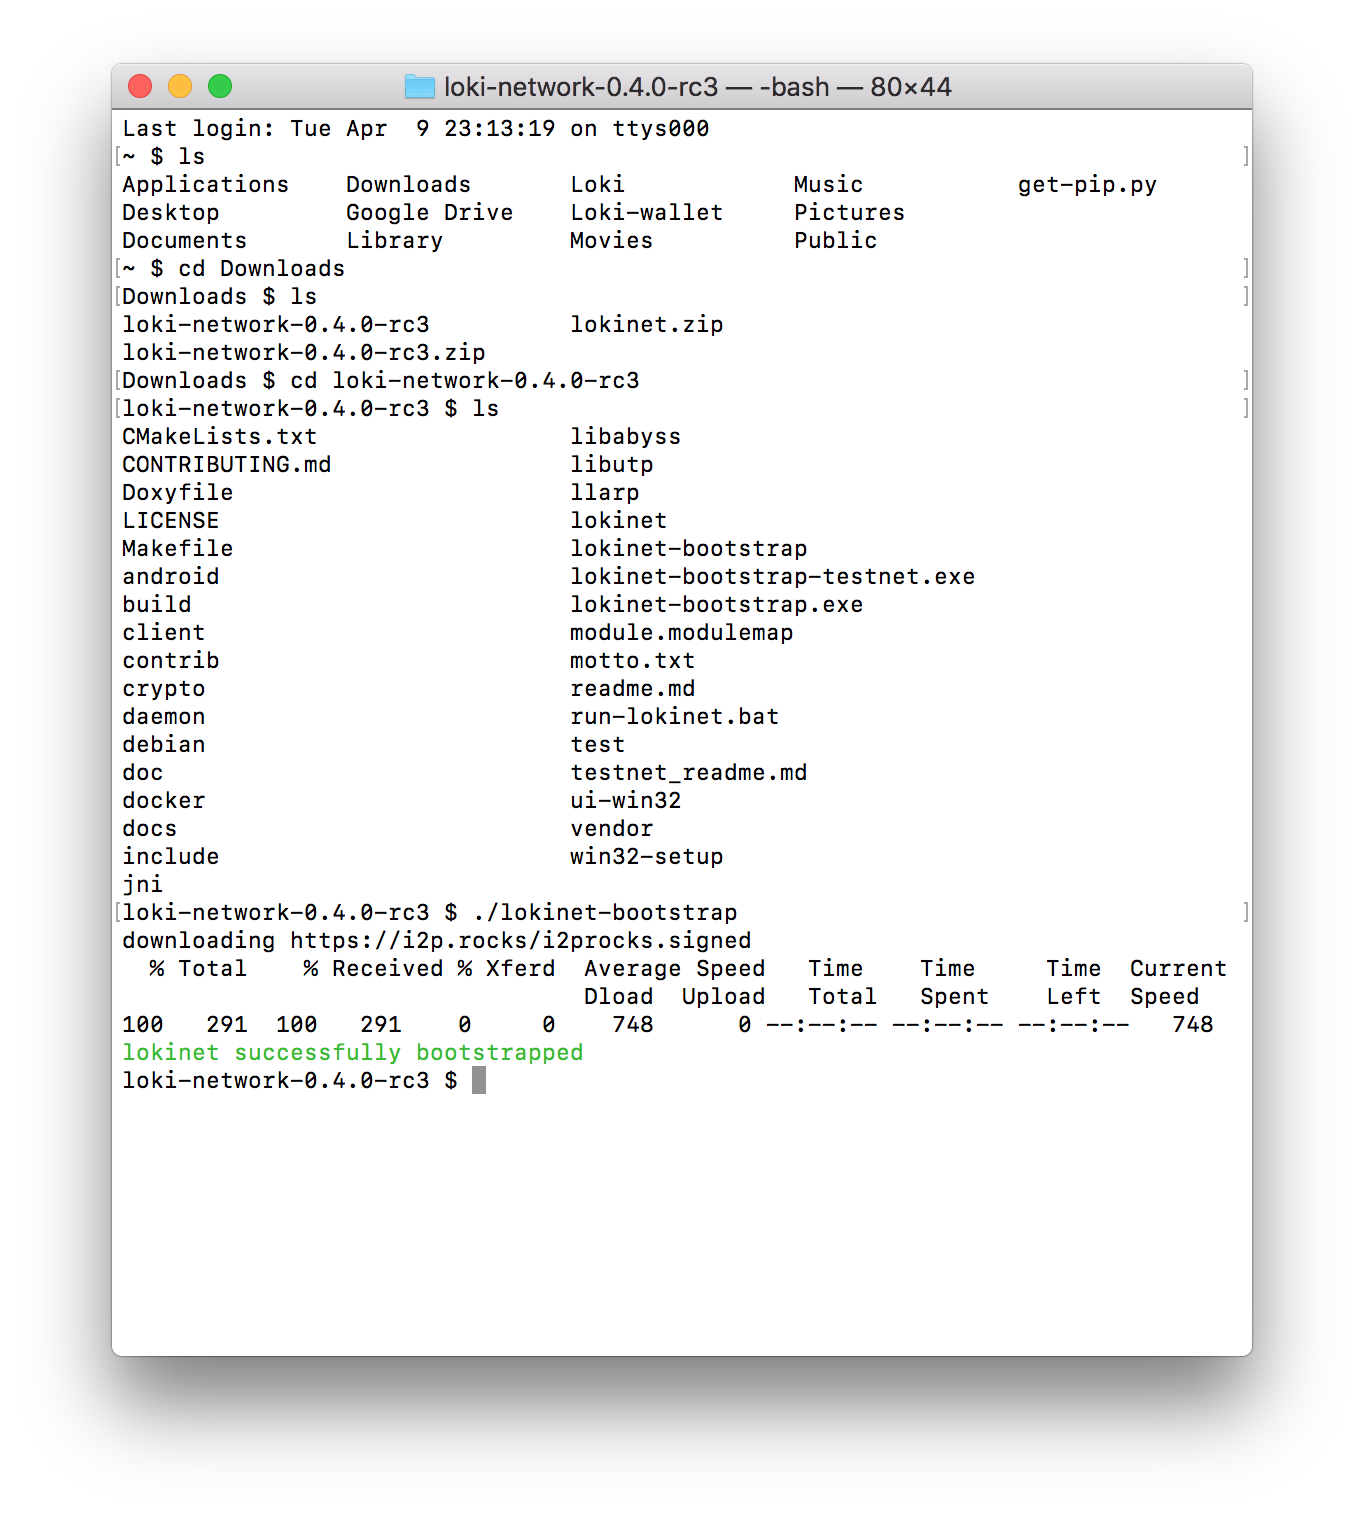 loki-network-0.4.0-rc3 — -bash — 80×44
Last login: Tue Apr  9 23:13:19 on ttys000
[~ $ ls ]
Applications    Downloads       Loki            Music           get-pip.py
Desktop         Google Drive    Loki-wallet     Pictures
Documents       Library         Movies          Public
[~ $ cd Downloads ]
[Downloads $ ls ]
loki-network-0.4.0-rc3          lokinet.zip
loki-network-0.4.0-rc3.zip
[Downloads $ cd loki-network-0.4.0-rc3 ]
[loki-network-0.4.0-rc3 $ ls ]
CMakeLists.txt                  libabyss
CONTRIBUTING.md                 libutp
Doxyfile                        llarp
LICENSE                         lokinet
Makefile                        lokinet-bootstrap
android                         lokinet-bootstrap-testnet.exe
build                           lokinet-bootstrap.exe
client                          module.modulemap
contrib                         motto.txt
crypto                          readme.md
daemon                          run-lokinet.bat
debian                          test
doc                             testnet_readme.md
docker                          ui-win32
docs                            vendor
include                         win32-setup
jni
[loki-network-0.4.0-rc3 $ ./lokinet-bootstrap ]
downloading https://i2p.rocks/i2procks.signed
  % Total    % Received % Xferd  Average Speed   Time    Time     Time  Current
                                 Dload  Upload   Total   Spent    Left  Speed
100   291  100   291    0     0    748      0 --:--:-- --:--:-- --:--:--   748
lokinet successfully bootstrapped
loki-network-0.4.0-rc3 $